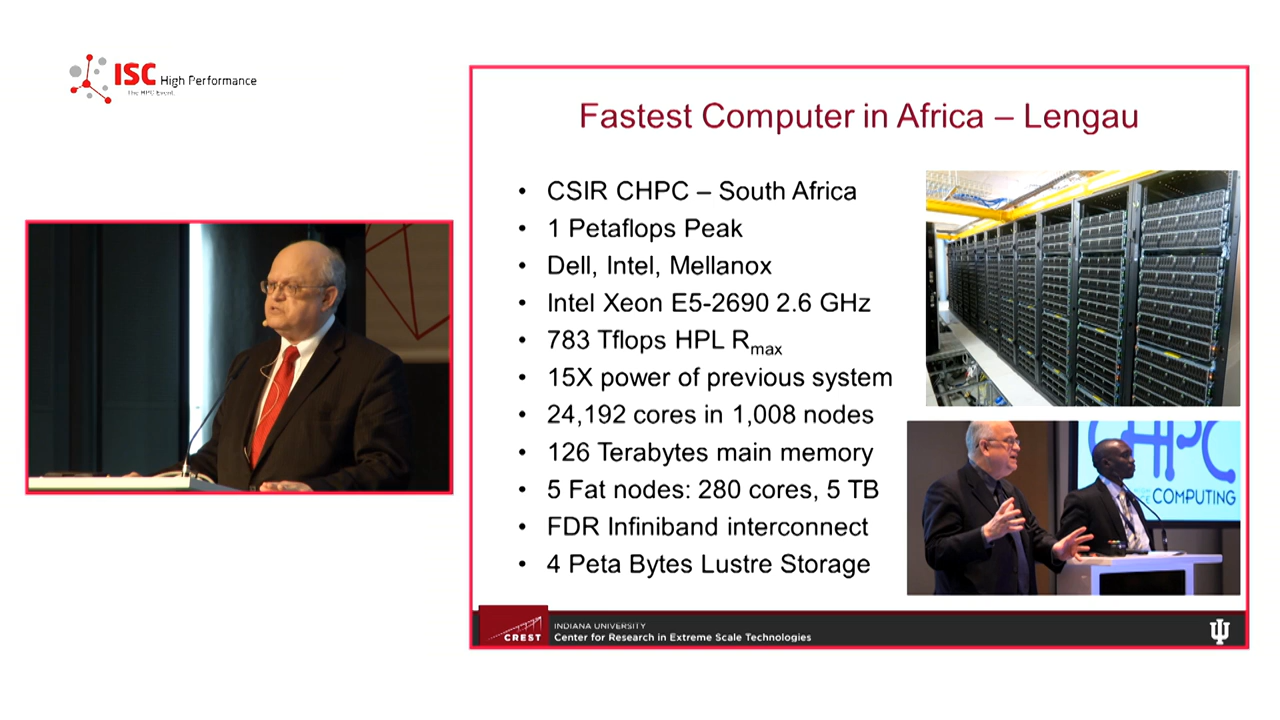 ISC High Performance
The HPC Event.
Fastest Computer in Africa – Lengau
• CSIR CHPC – South Africa
• 1 Petaflops Peak
• Dell, Intel, Mellanox
• Intel Xeon E5-2690 2.6 GHz
• 783 Tflops HPL Rmax
• 15X power of previous system
• 24,192 cores in 1,008 nodes
• 126 Terabytes main memory
• 5 Fat nodes: 280 cores, 5 TB
• FDR Infiniband interconnect
• 4 Peta Bytes Lustre Storage
CHPC
COMPUTING
CREST
INDIANA UNIVERSITY
Center for Research in Extreme Scale Technologies